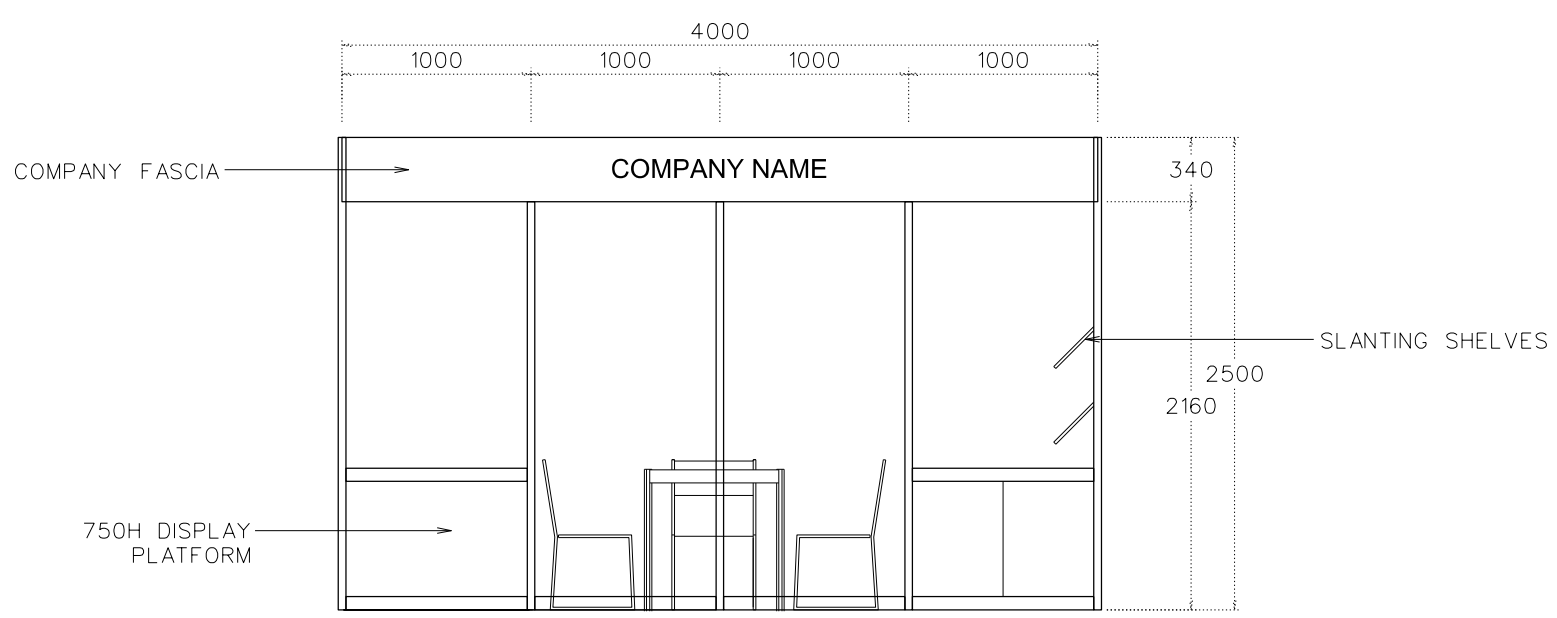 4000
1000 1000 1000 1000
COMPANY FASCIA
COMPANY NAME
340
SLANTING SHELVES
2500
2160
750H DISPLAY
PLATFORM